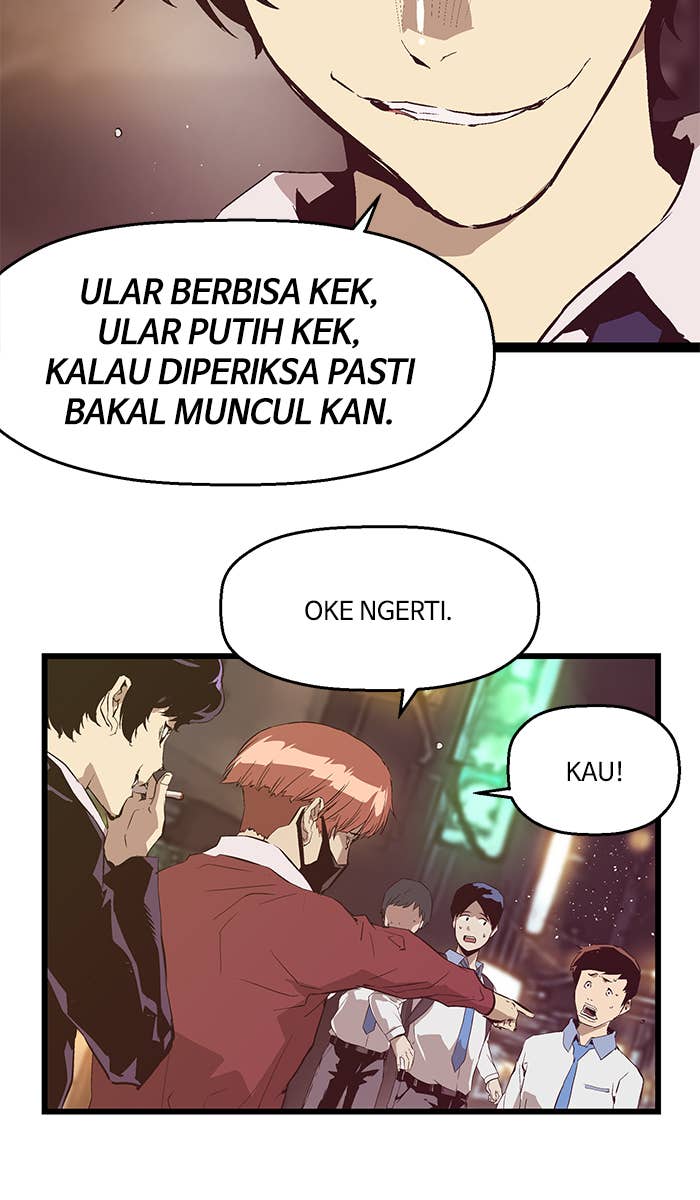 ULAR BERBISA KEK,
ULAR PUTIH KEK,
KALAU DIPERIKSA PASTI
BAKAL MUNCUL KAN.
OKE NGERTI.
KAU!